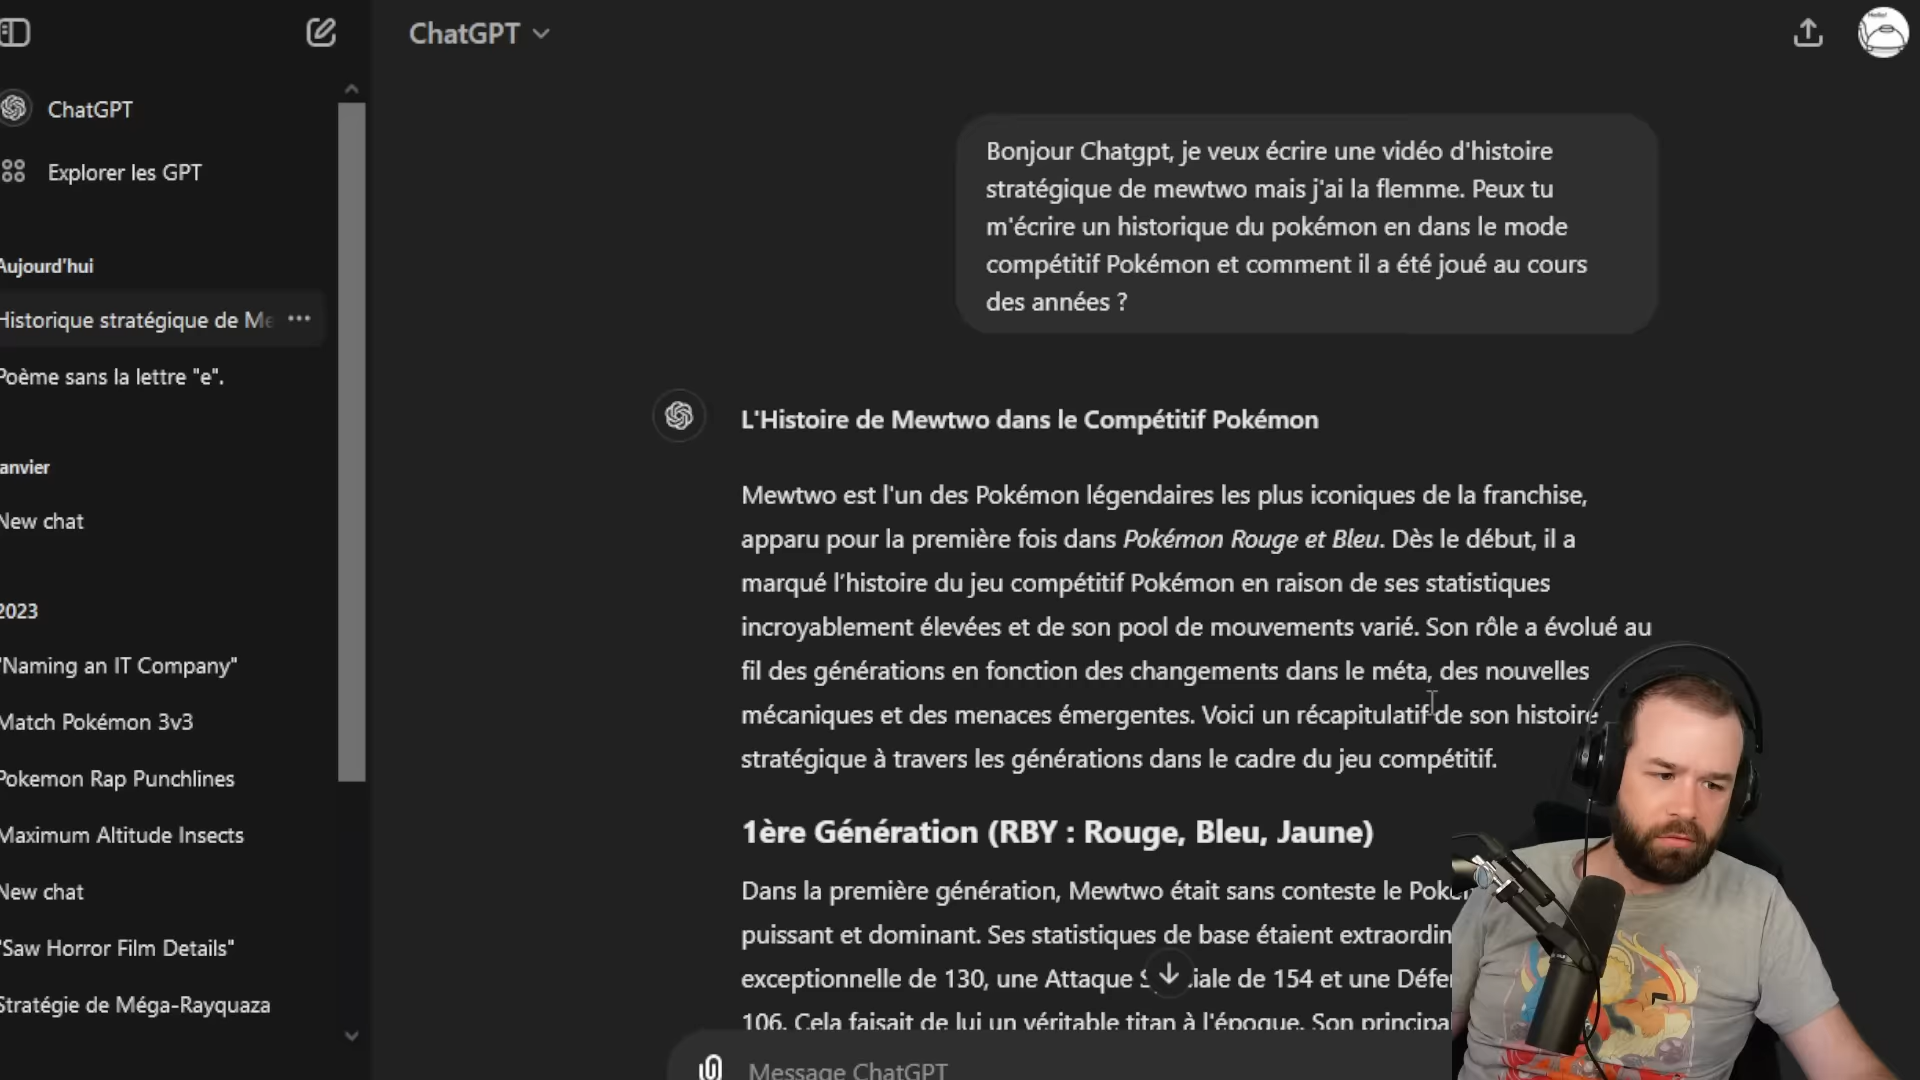 ChatGPT
Explorer les GPT
Aujourd'hui
Historique stratégique de Me
Poème sans la lettre "e".
anvier
New chat
2023
"Naming an IT Company"
Match Pokémon 3v3
Pokemon Rap Punchlines
Maximum Altitude Insects
New chat
"Saw Horror Film Details"
Stratégie de Méga-Rayquaza
ChatGPT
Bonjour Chatgpt, je veux écrire une vidéo d'histoire
stratégique de mewtwo mais j'ai la flemme. Peux tu
m'écrire un historique du pokémon en dans le mode
compétitif Pokémon et comment il a été joué au cours
des années ?
L'Histoire de Mewtwo dans le Compétitif Pokémon
Mewtwo est l'un des Pokémon légendaires les plus iconiques de la franchise,
apparu pour la première fois dans Pokémon Rouge et Bleu. Dès le début, il a
marqué l'histoire du jeu compétitif Pokémon en raison de ses statistiques
incroyablement élevées et de son pool de mouvements varié. Son rôle a évolué au
fil des générations en fonction des changements dans le méta, des nouvelles
mécaniques et des menaces émergentes. Voici un récapitulatif de son histoire
stratégique à travers les générations dans le cadre du jeu compétitif.
1ère Génération (RBY : Rouge, Bleu, Jaune)
Dans la première génération, Mewtwo était sans conteste le
puissant et dominant. Ses statistiques de base étaient
exceptionnelle de 130, une Attaque de 154 et une
106. Cela faisait de lui un véritable titan à l'époque. Son
Message ChatGPT